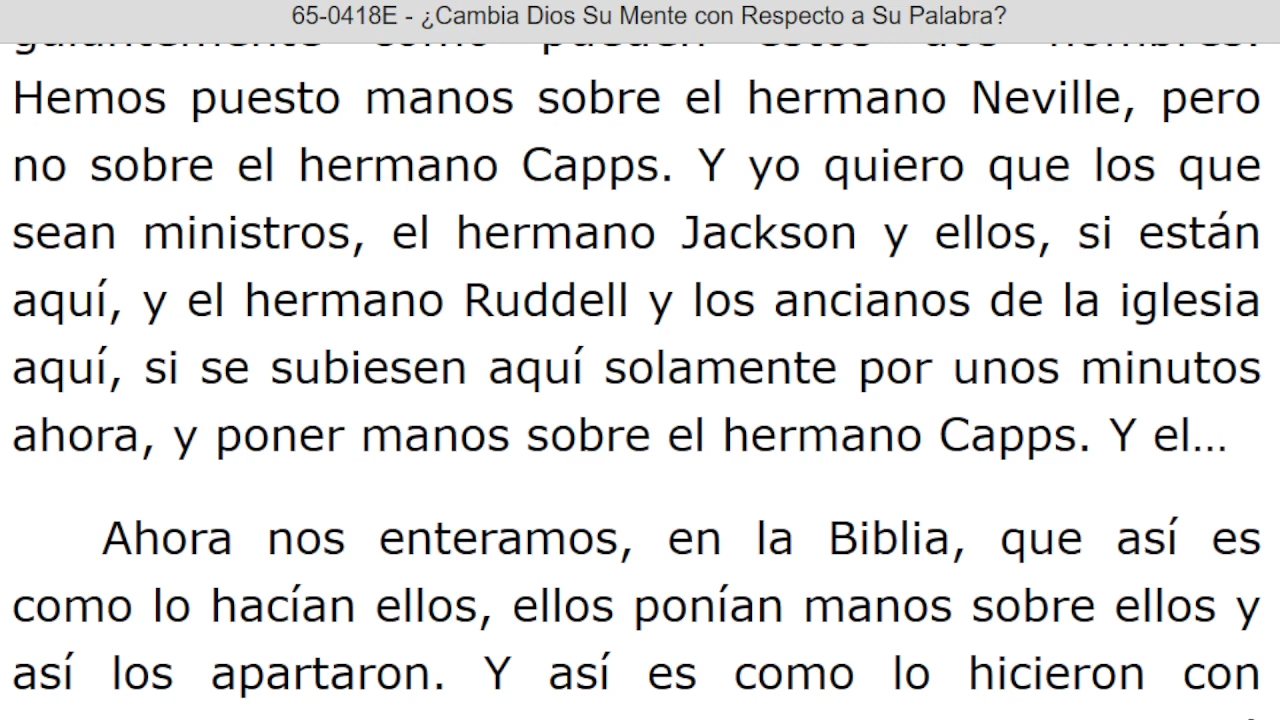 65-0418E - ¿Cambia Dios Su Mente con Respecto a Su Palabra?
Hemos puesto manos sobre el hermano Neville, pero
no sobre el hermano Capps. Y yo quiero que los que
sean ministros, el hermano Jackson y ellos, si están
aquí, y el hermano Ruddell y los ancianos de la iglesia
aquí, si se subiesen aquí solamente por unos minutos
ahora, y poner manos sobre el hermano Capps. Y el...
Ahora nos enteramos, en la Biblia, que así es
como lo hacían ellos, ellos ponían manos sobre ellos y
así los apartaron. Y así es como lo hicieron con